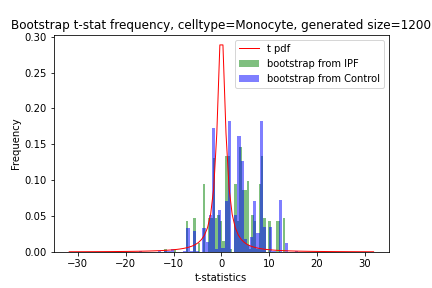 Bootstrap t-stat frequency, celltype=Monocyte, generated size=1200
t pdf
bootstrap from IPF
bootstrap from Control
Frequency
0.30
0.25
0.20
0.15
0.10
0.05
0.00
−30 −20 −10 0 10 20 30
t-statistics